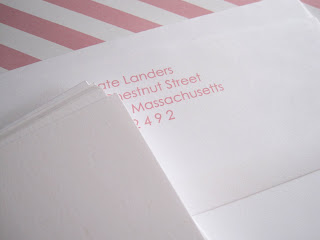 ate Landers
hestnut Street
Massachusetts
2 4 9 2